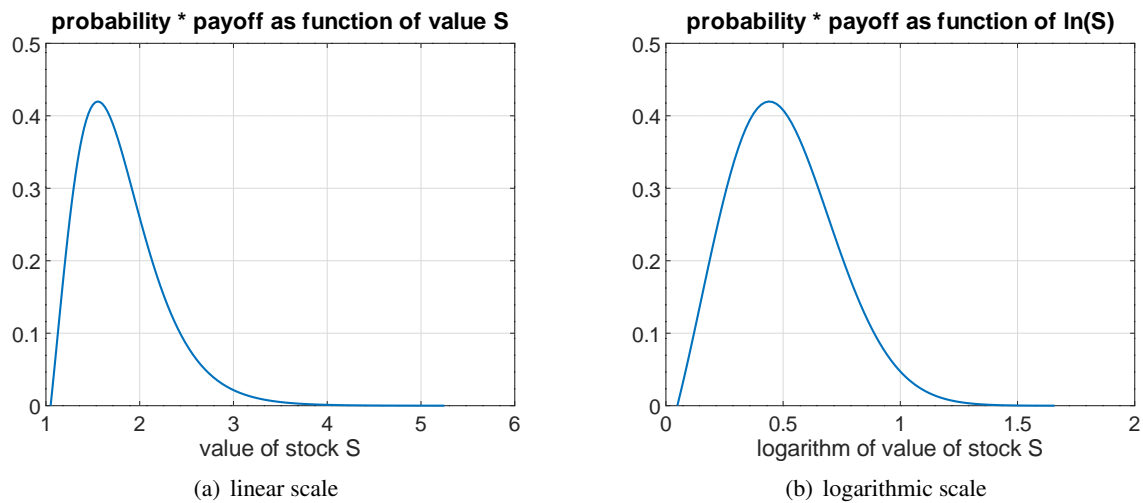 probability * payoff as function of value S
0.5
0.4
0.3
0.2
0.1
0
1 2 3 4 5 6
value of stock S
(a) linear scale
probability * payoff as function of ln(S)
0.5
0.4
0.3
0.2
0.1
0
0 0.5 1 1.5 2
logarithm of value of stock S
(b) logarithmic scale